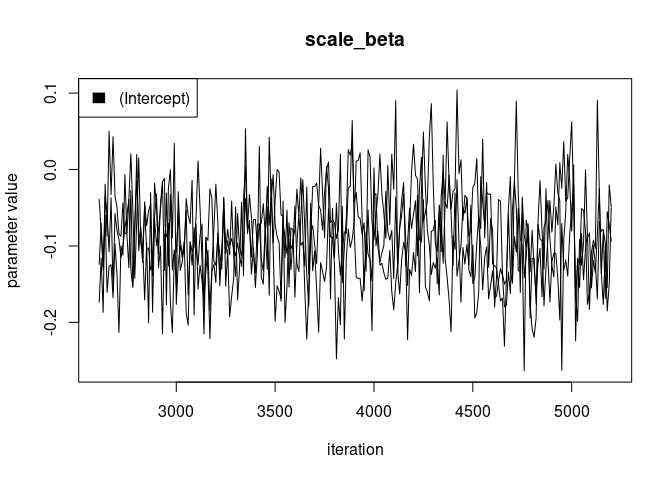 scale_beta
(Intercept)
parameter value
0.1
0.0
-0.1
-0.2
3000 3500 4000 4500 5000
iteration